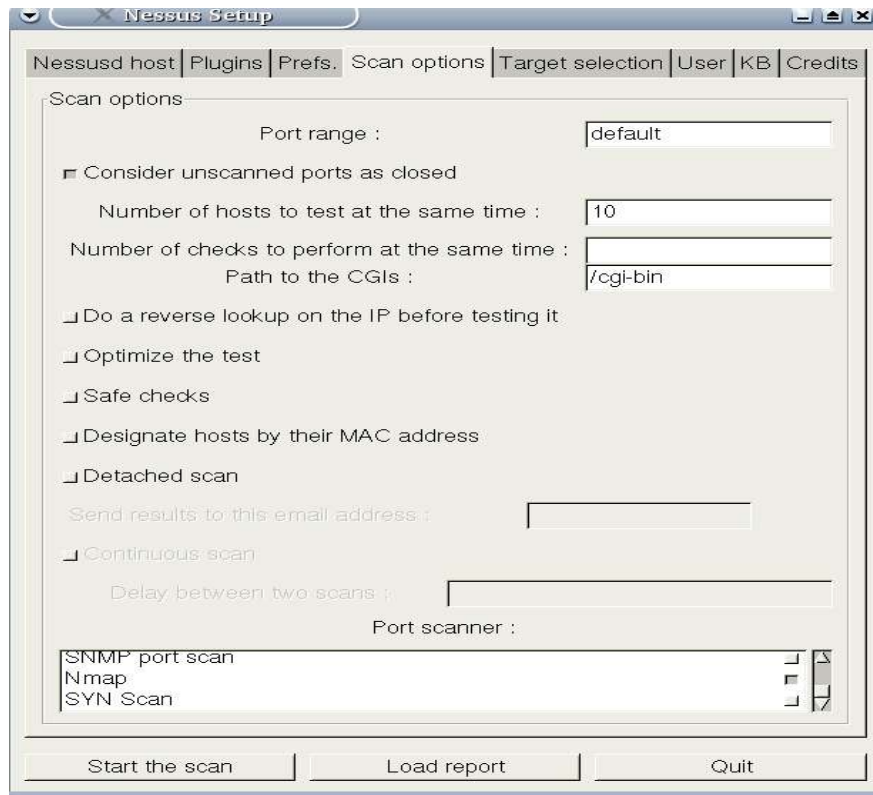 Nessus Setup
Nessusd host Plugins Prefs. Scan options Target selection User KB Credits
Scan options
Port range : default
Consider unscanned ports as closed
Number of hosts to test at the same time : 10
Number of checks to perform at the same time :
Path to the CGIs : /cgi-bin
Do a reverse lookup on the IP before testing it
Optimize the test
Safe checks
Designate hosts by their MAC address
Detached scan
Send results to this email address :
Continuous scan
Delay between two scans :
Port scanner :
SNMP port scan
Nmap
SYN Scan
Start the scan Load report Quit